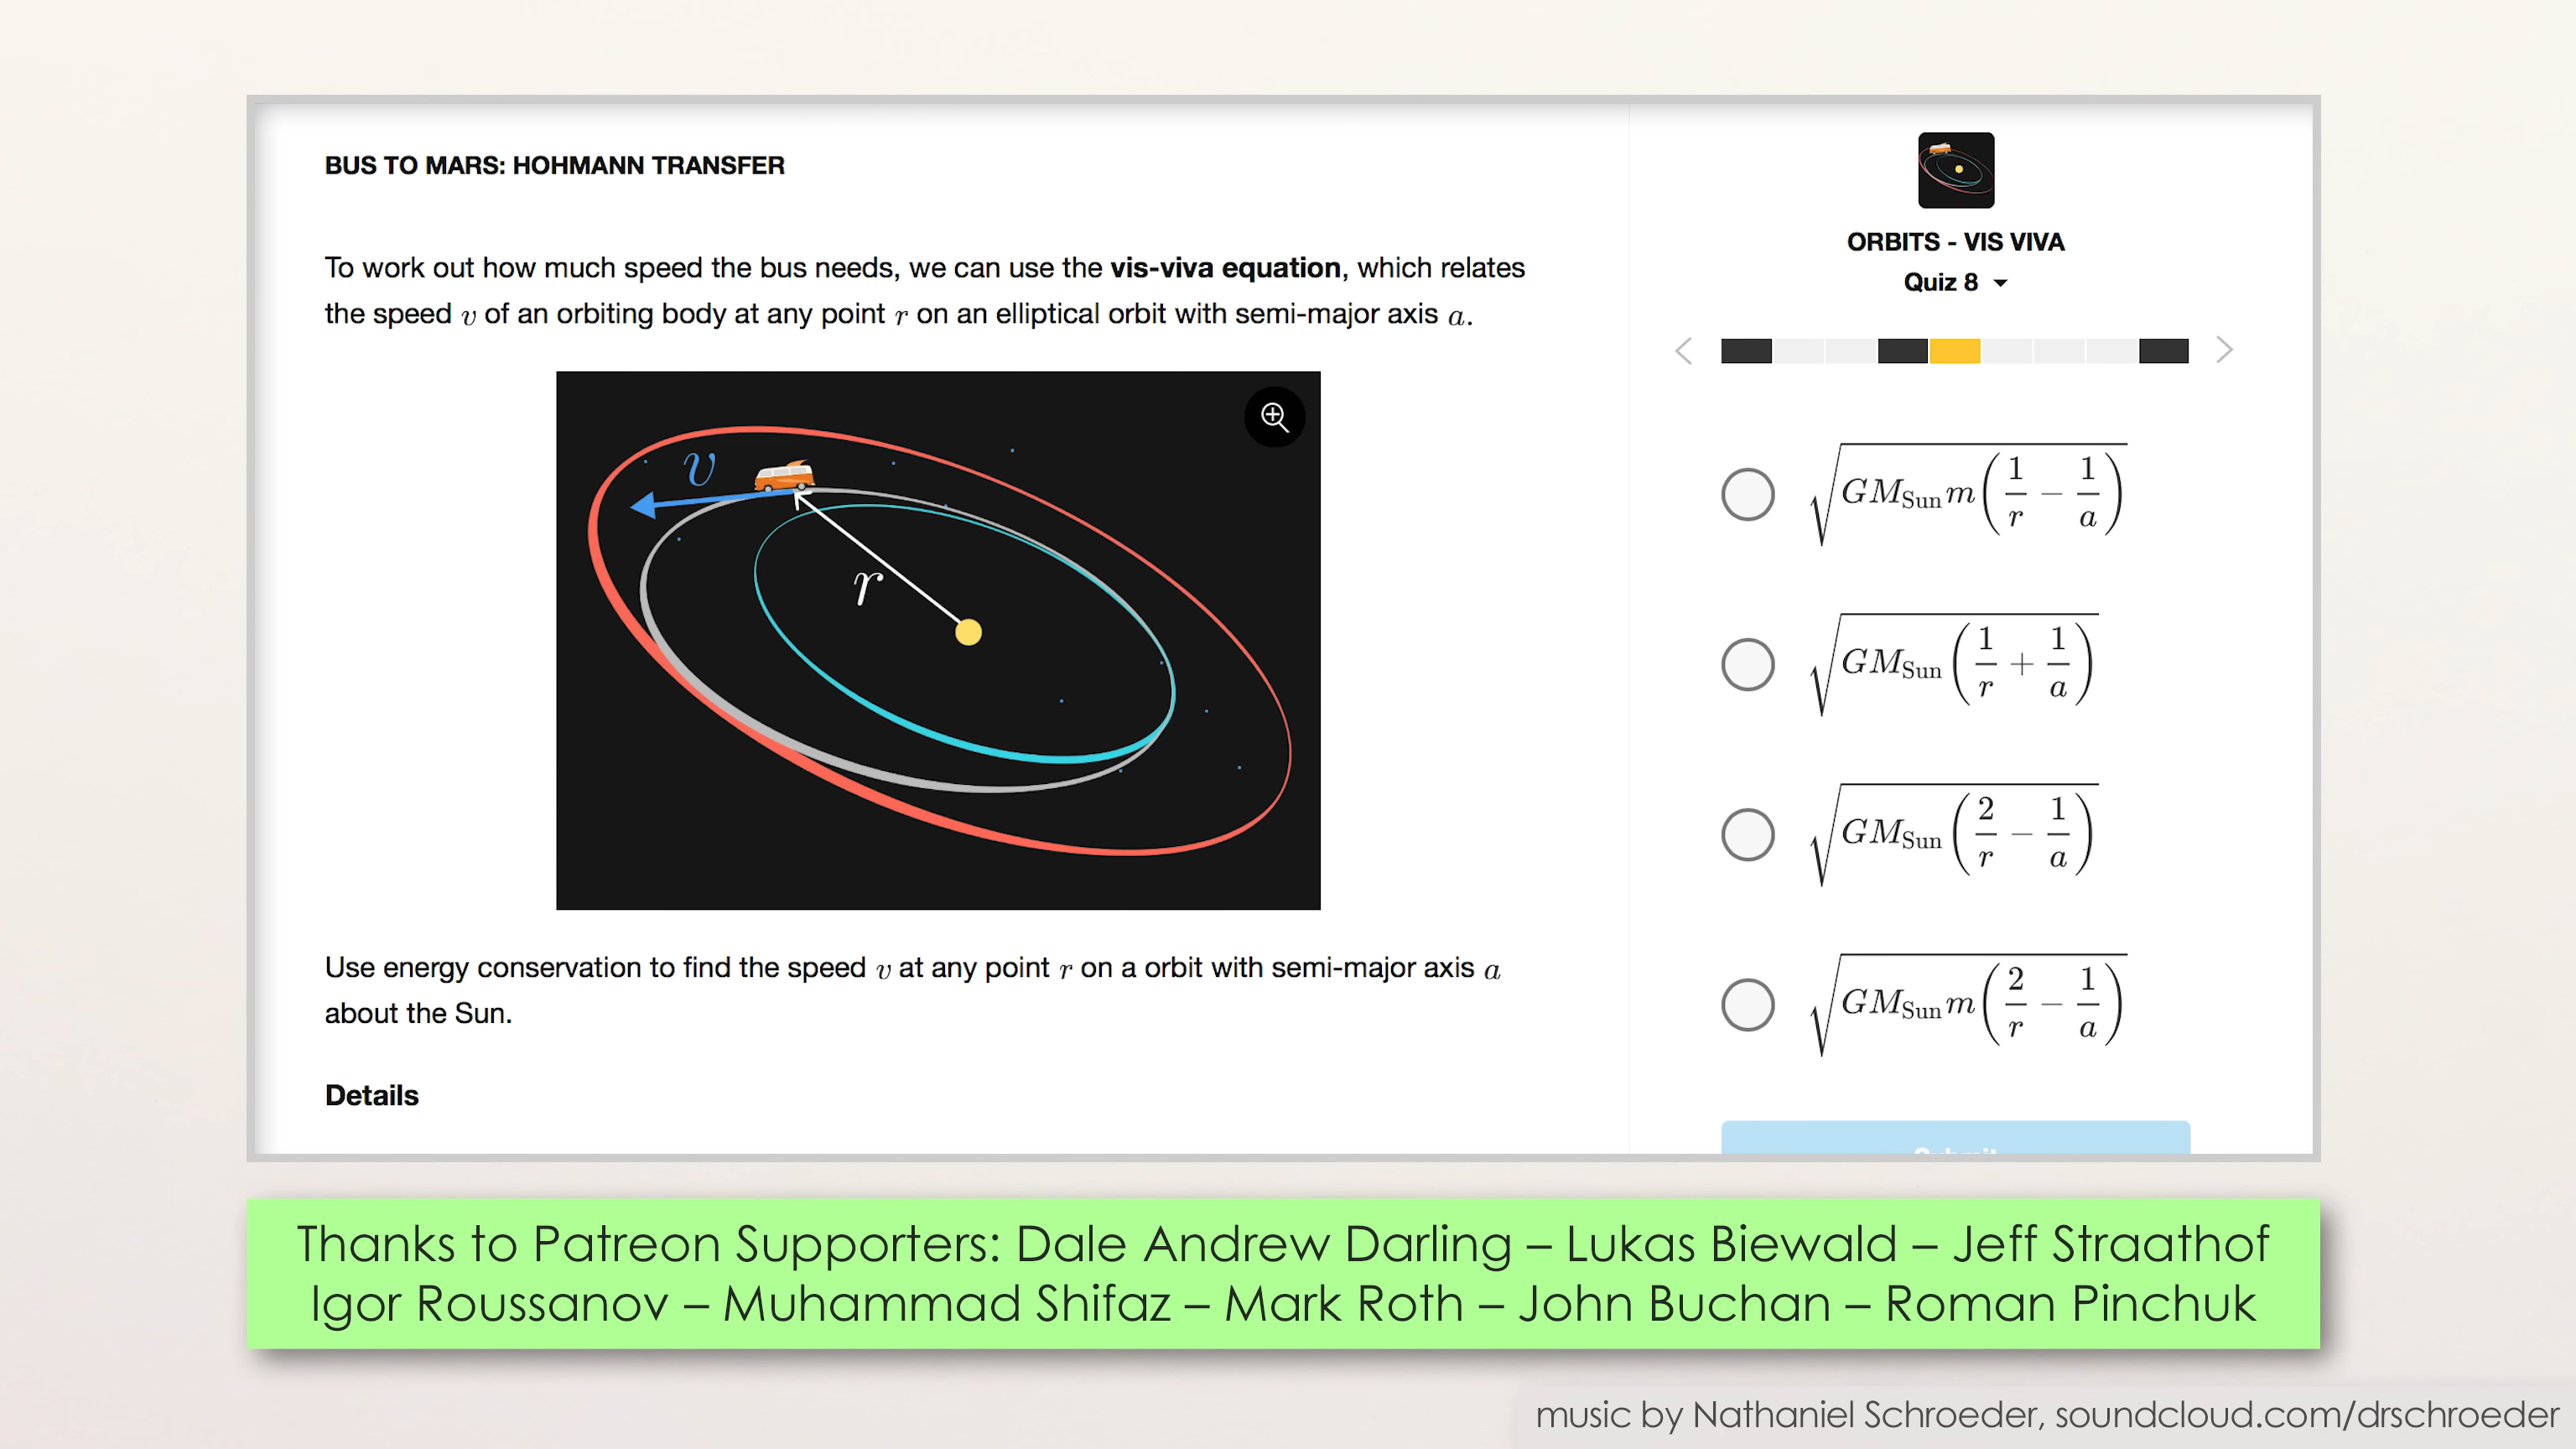 BUS TO MARS: HOHMANN TRANSFER
To work out how much speed the bus needs, we can use the vis-viva equation, which relates
the speed v of an orbiting body at any point r on an elliptical orbit with semi-major axis a.
v
r
Use energy conservation to find the speed v at any point r on a orbit with semi-major axis a
about the Sun.
Details
ORBITS - VIS VIVA
Quiz 8
√(GM_Sun m(1/r − 1/a))
√(GM_Sun(1/r + 1/a))
√(GM_Sun(2/r − 1/a))
√(GM_Sun m(2/r − 1/a))
Thanks to Patreon Supporters: Dale Andrew Darling – Lukas Biewald – Jeff Straathof
Igor Roussanov – Muhammad Shifaz – Mark Roth – John Buchan – Roman Pinchuk
music by Nathaniel Schroeder, soundcloud.com/drschroeder